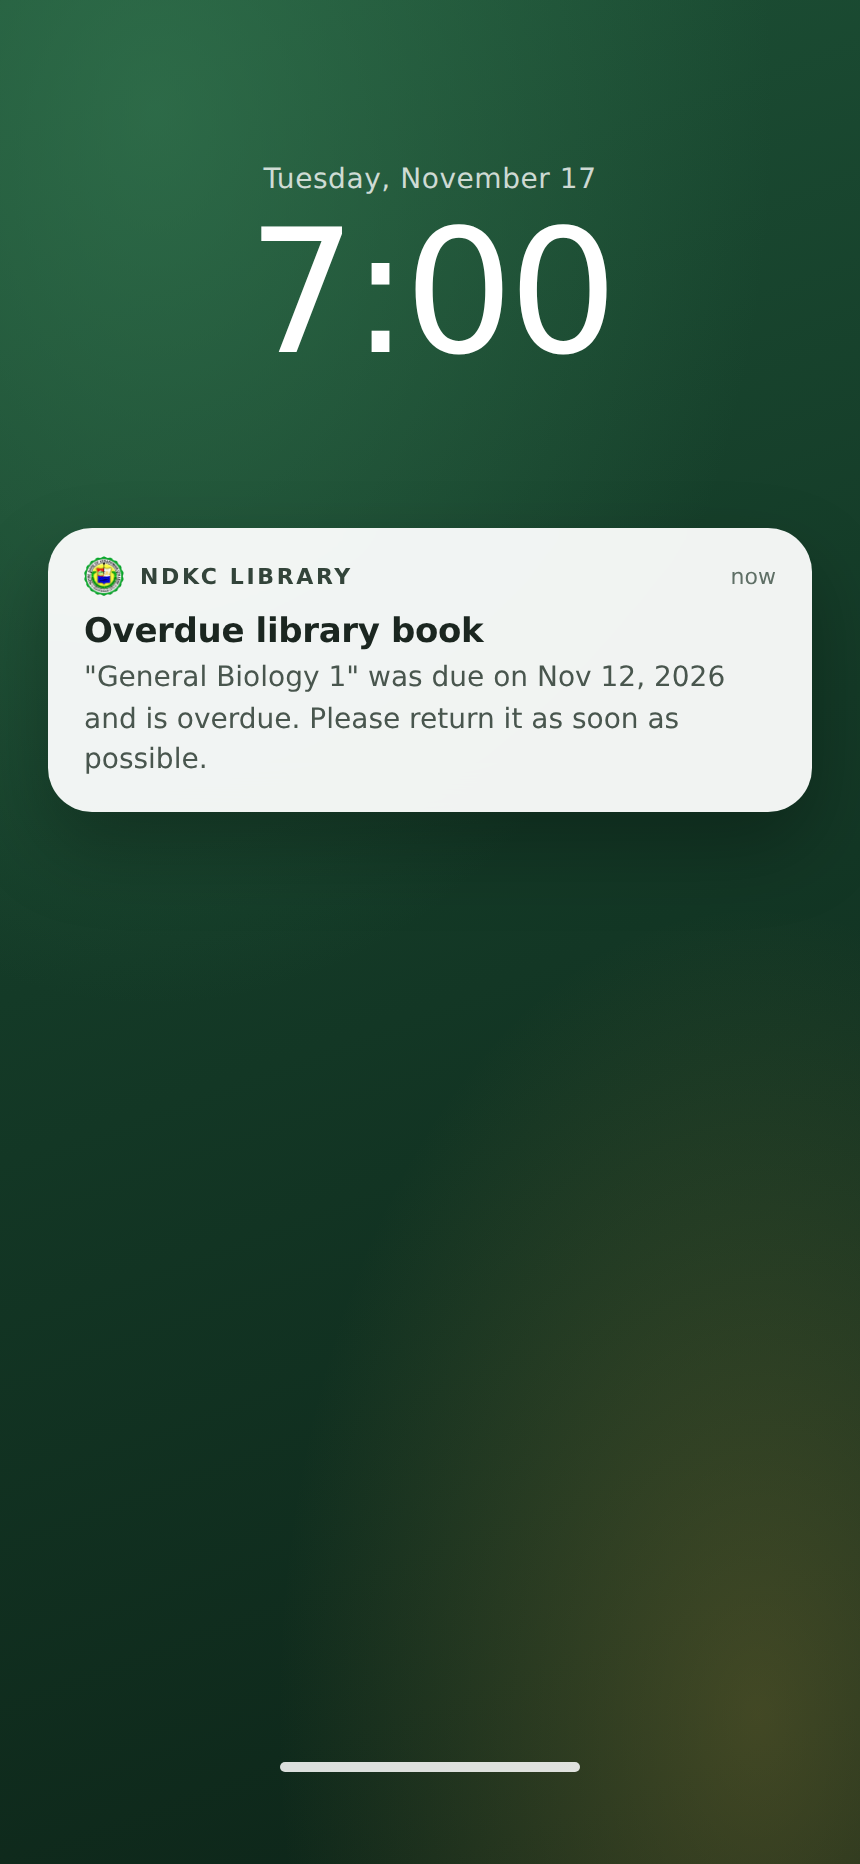 Tuesday, November 17
7:00
NDKC LIBRARY
now
Overdue library book
"General Biology 1" was due on Nov 12, 2026
and is overdue. Please return it as soon as
possible.